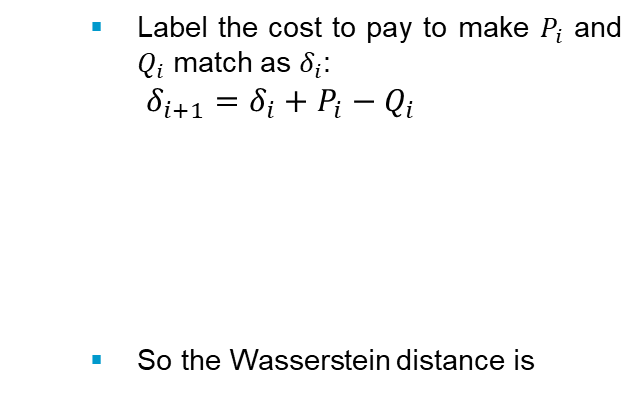 ▪ Label the cost to pay to make Pᵢ and
Qᵢ match as δᵢ:
δᵢ₊₁ = δᵢ + Pᵢ − Qᵢ
▪ So the Wasserstein distance is